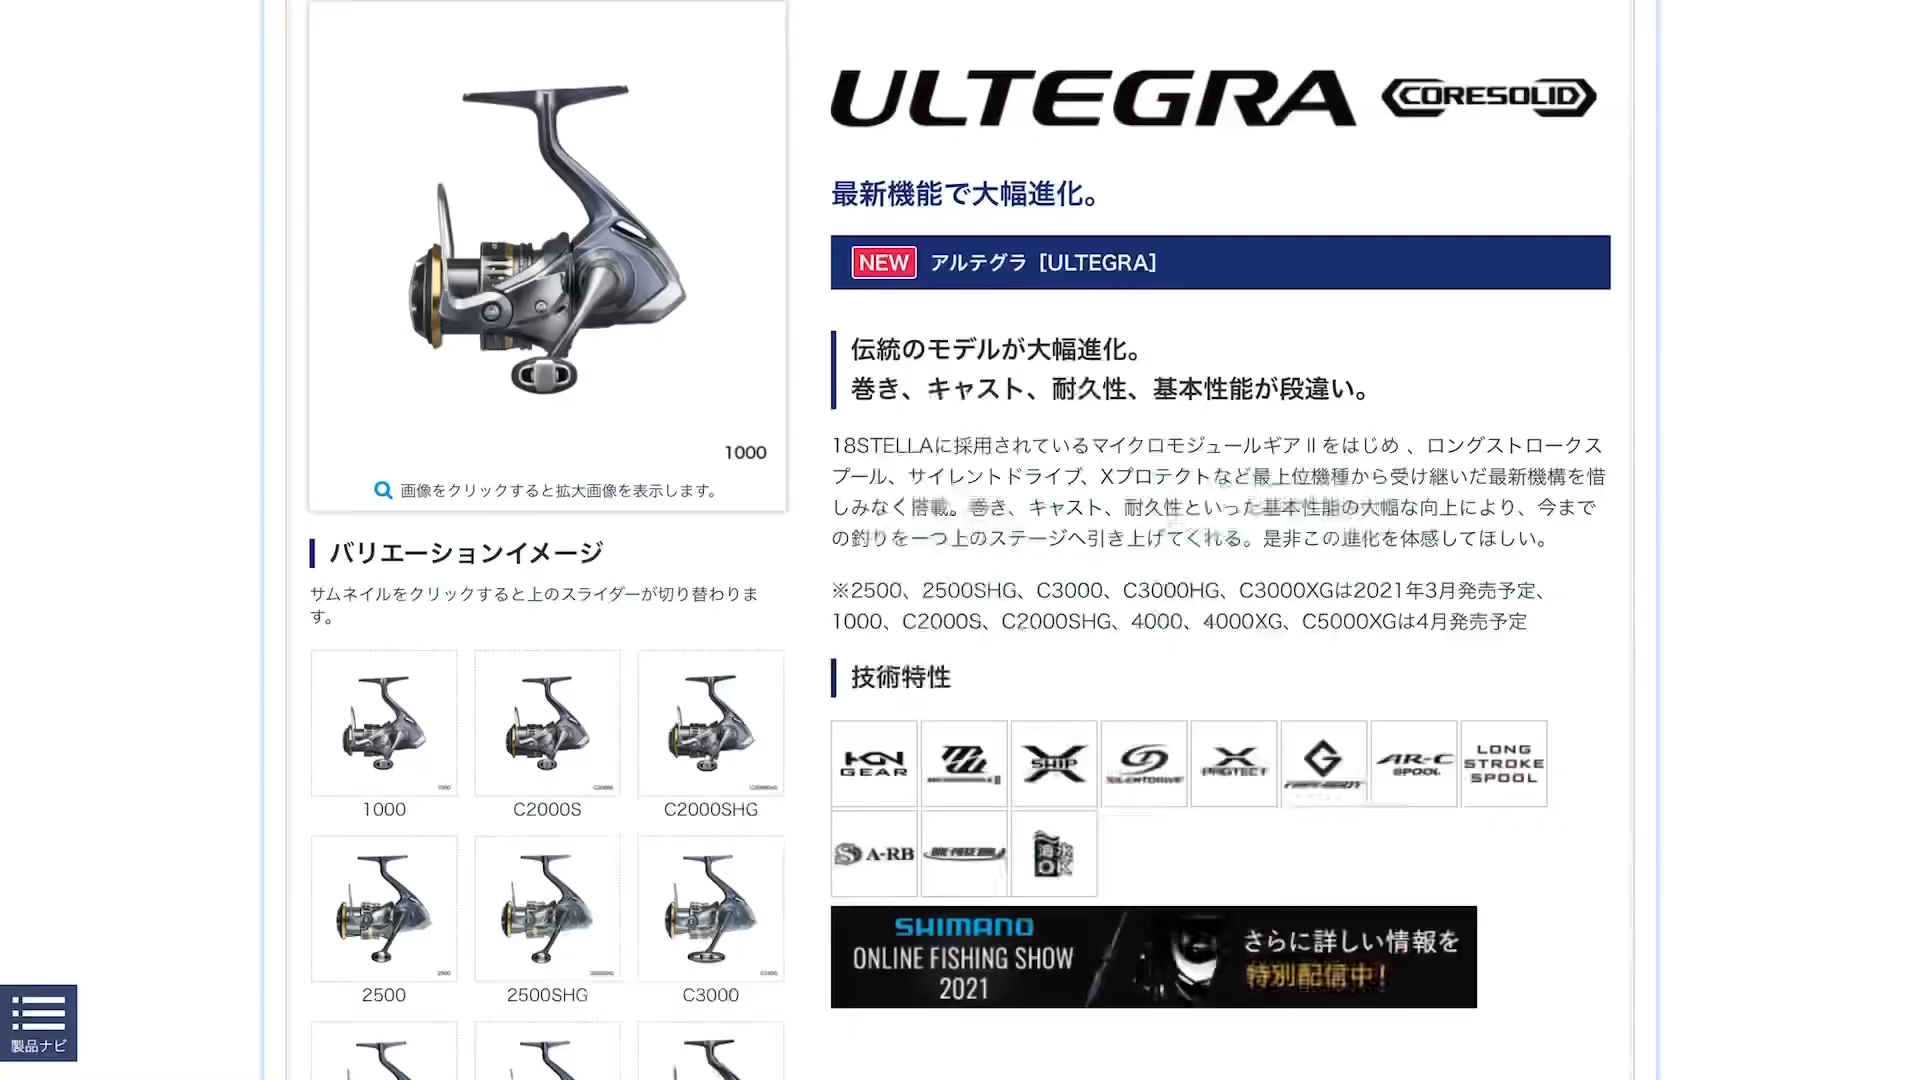 1000
画像をクリックすると拡大画像を表示します。
バリエーションイメージ
サムネイルをクリックすると上のスライダーが切り替わりま
す。
1000
C2000S
C2000SHG
2500
2500SHG
C3000
製品ナビ
ULTEGRA CORESOLID
最新機能で大幅進化。
NEW アルテグラ [ULTEGRA]
伝統のモデルが大幅進化。
巻き、キャスト、耐久性、基本性能が段違い。
18STELLAに採用されているマイクロモジュールギアⅡをはじめ 、ロングストロークス
プール、サイレントドライブ、Xプロテクトなど最上位機種から受け継いだ最新機構を惜
しみなく搭載。巻き、キャスト、耐久性といった基本性能の大幅な向上により、今まで
の釣りを一つ上のステージへ引き上げてくれる。是非この進化を体感してほしい。
※2500、2500SHG、C3000、C3000HG、C3000XGは2021年3月発売予定、
1000、C2000S、C2000SHG、4000、4000XG、C5000XGは4月発売予定
技術特性
HGN GEAR
X SHIP
SILENTDRIVE
X PROTECT
G
AR-C SPOOL
LONG STROKE SPOOL
S A-RB
海水OK
SHIMANO
ONLINE FISHING SHOW
2021
さらに詳しい情報を
特別配信中!